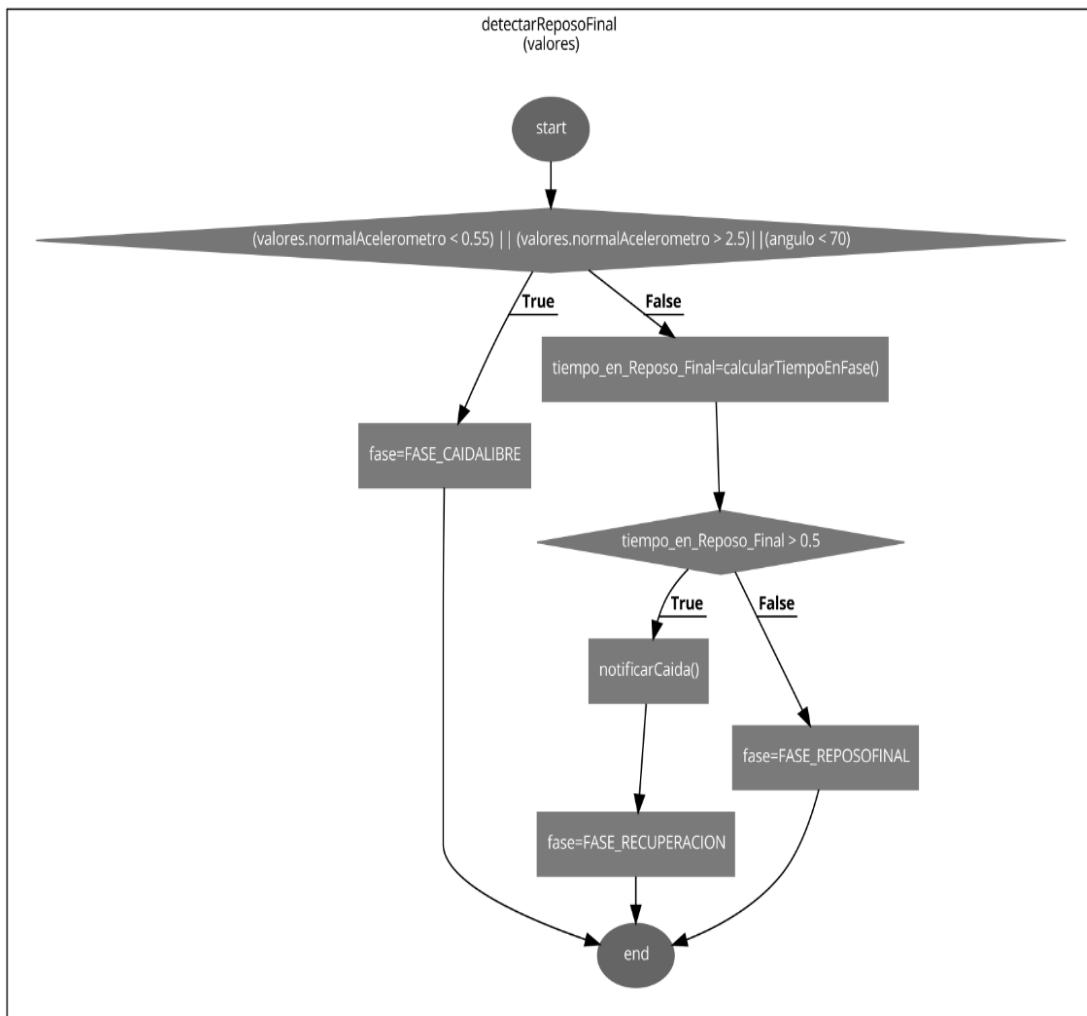 detectarReposoFinal
(valores)
start
(valores.normalAcelerometro < 0.55) || (valores.normalAcelerometro > 2.5)||(angulo < 70)
True
False
tiempo_en_Reposo_Final=calcularTiempoEnFase()
fase=FASE_CAIDALIBRE
tiempo_en_Reposo_Final > 0.5
True
False
notificarCaida()
fase=FASE_REPOSOFINAL
fase=FASE_RECUPERACION
end